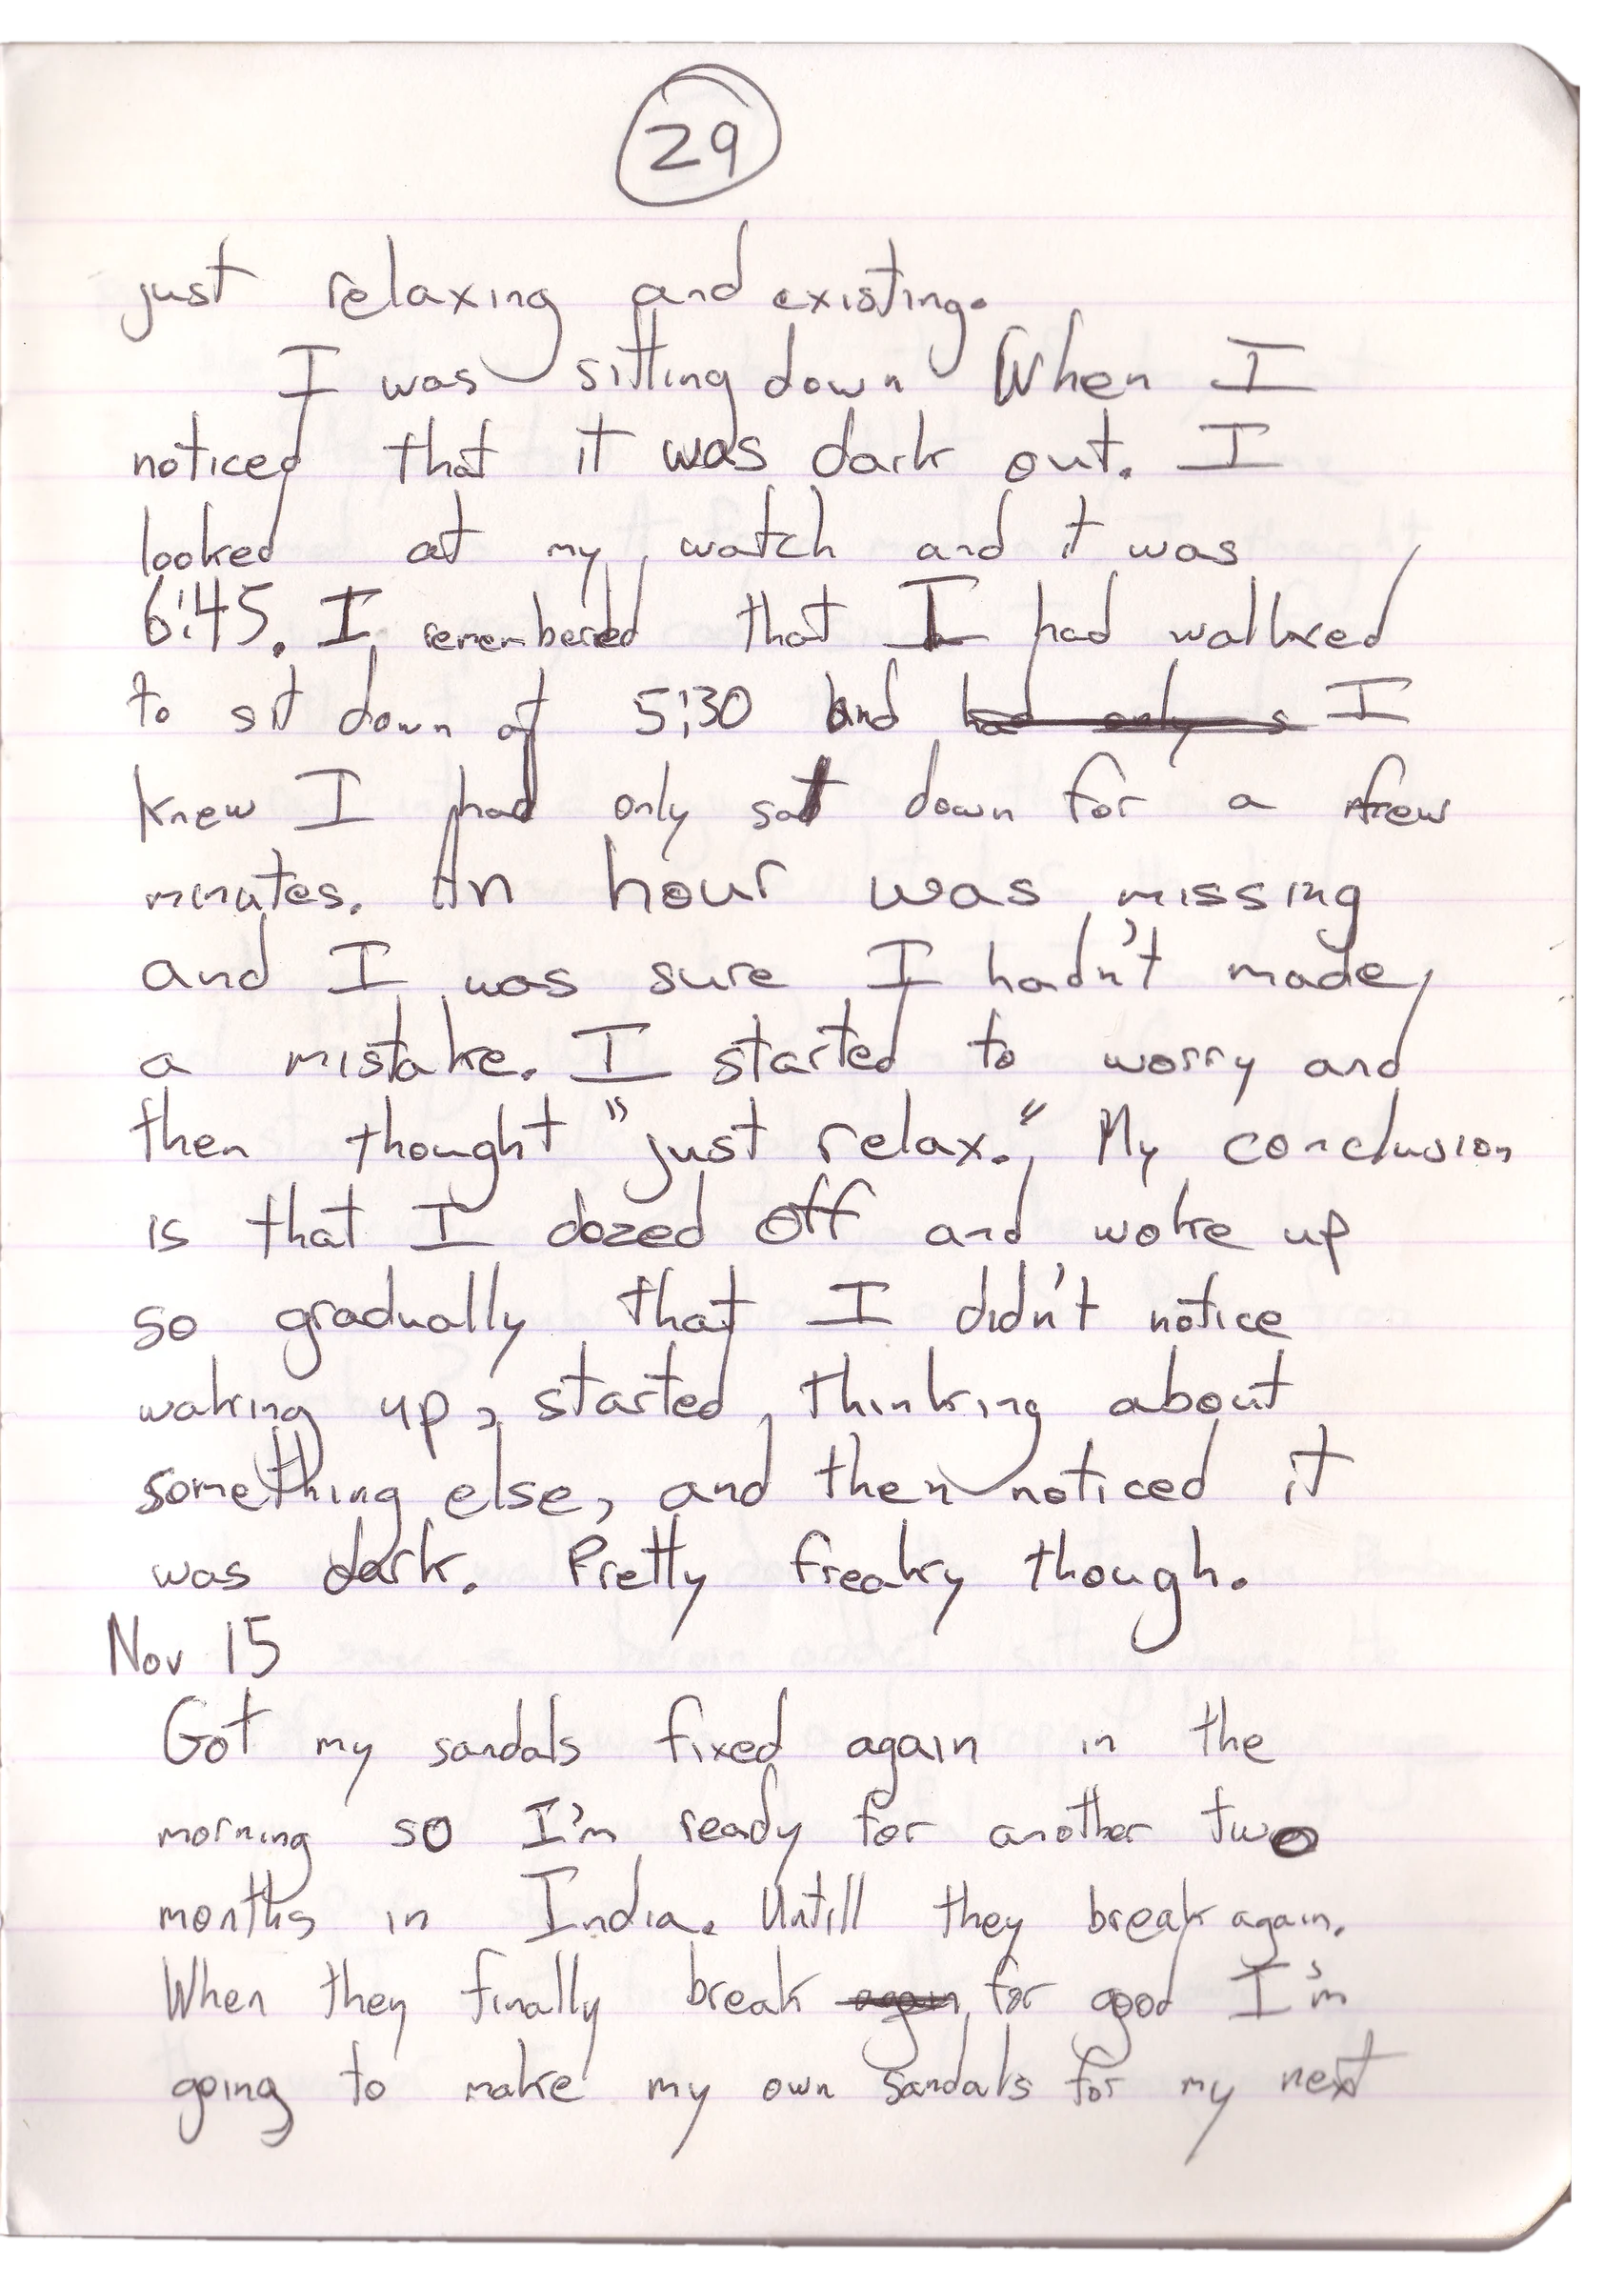 29
just relaxing and existing.
I was sitting down When I
noticed that it was dark out. I
looked at my watch and it was
6:45. I remembered that I had walked
to sit down at 5:30 and had only s I
knew I had only sat down for a few
minutes. An hour was missing
and I was sure I hadn't made
a mistake. I started to worry and
then thought "just relax." My conclusion
is that I dozed off and woke up
so gradually that I didn't notice
waking up, started thinking about
something else, and then noticed it
was dark. Pretty freaky though.
Nov 15
Got my sandals fixed again in the
morning so I'm ready for another two
months in India. Untill they break again.
When they finally break again for good I'm
going to make my own sandals for my next